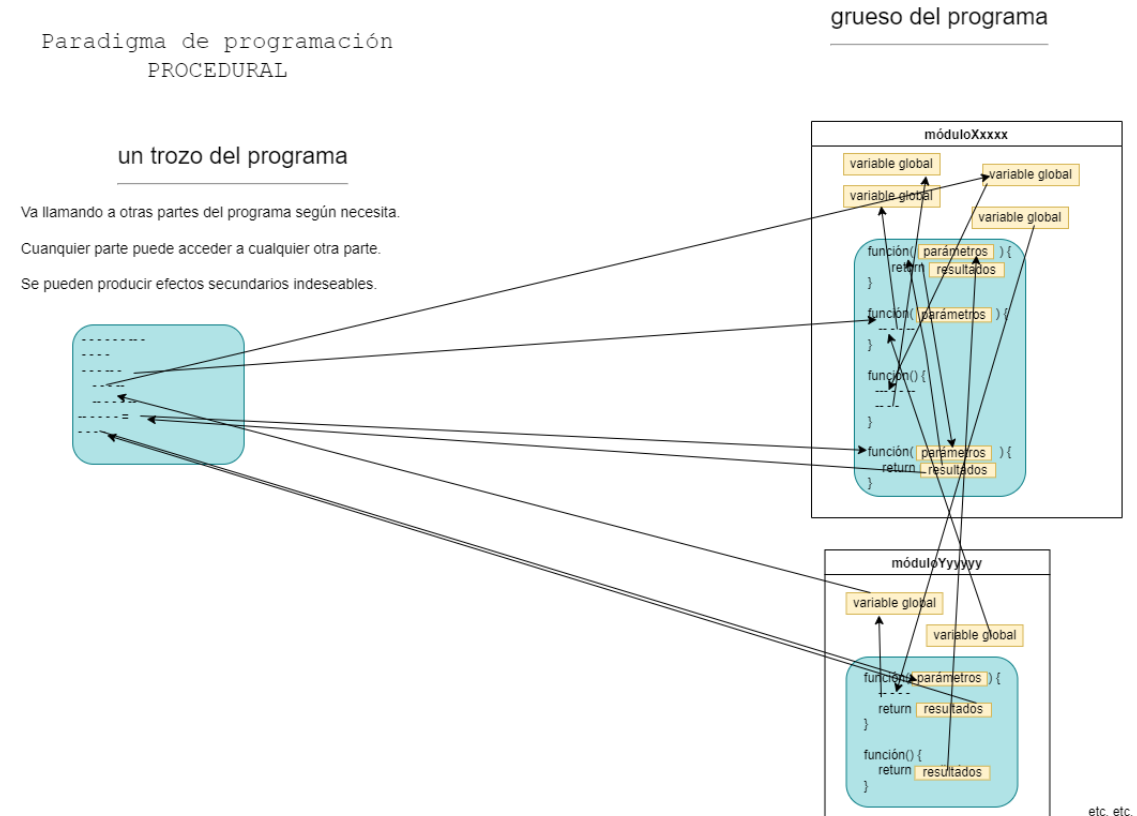 Paradigma de programación
PROCEDURAL
un trozo del programa
Va llamando a otras partes del programa según necesita.
Cuanquier parte puede acceder a cualquier otra parte.
Se pueden producir efectos secundarios indeseables.
- - - - - - - --
- - - -
- - - - --
- - - --
-- - - - --
-- - - - - =
- - - -
grueso del programa
móduloXxxxx
variable global
variable global
variable global
variable global
función( parámetros ) {
return resultados
}
función( parámetros ) {
-- - - --
}
función() {
--- - - --
-- - -
}
función( parámetros ) {
return resultados
}
móduloYyyyyy
variable global
variable global
función( parámetros ) {
-- - - -
return resultados
}
función() {
return resultados
}
etc. etc.